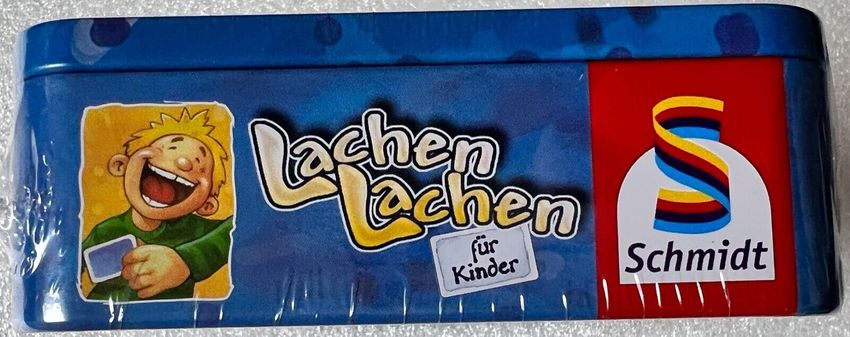 Lachen
Lachen
für
Kinder
Schmidt